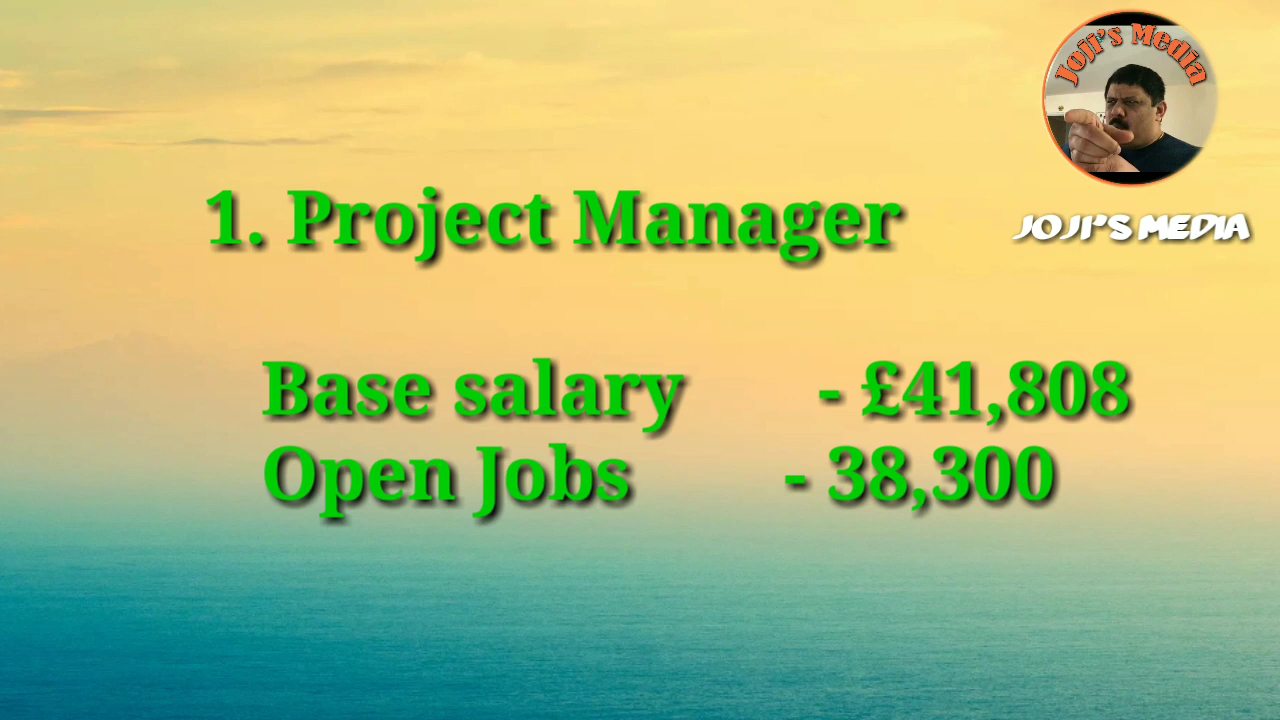 Joji's Media
JOJI'S MEDIA
1. Project Manager
Base salary - £41,808
Open Jobs - 38,300